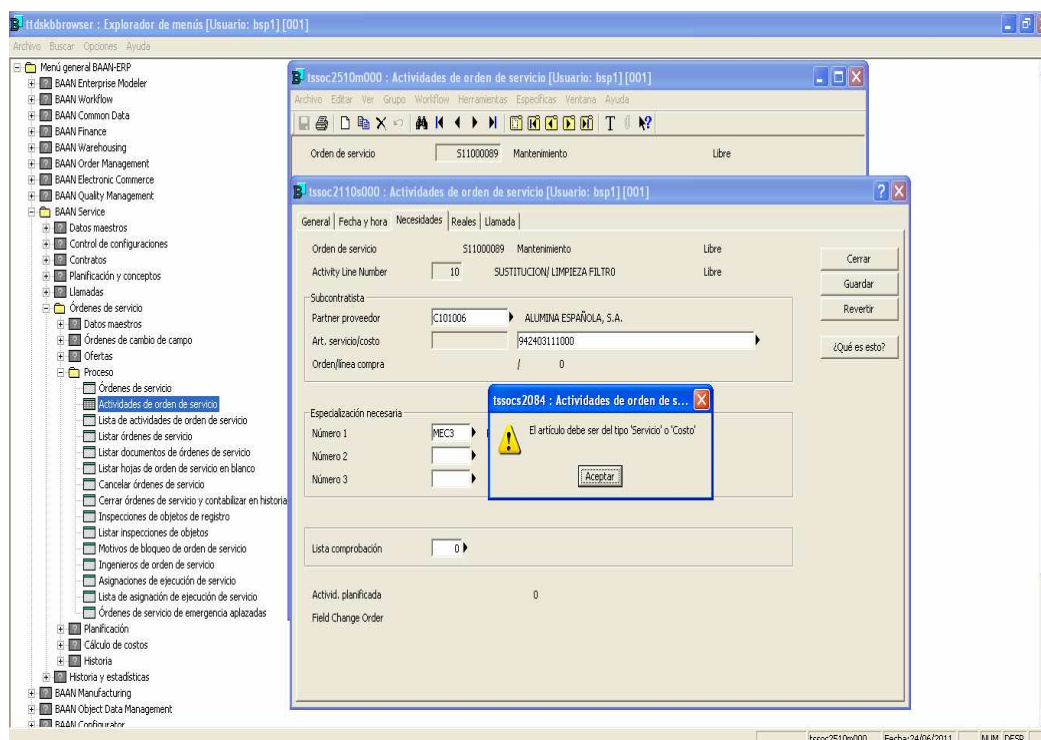 ttdskbbrowser : Explorador de menús [Usuario: bsp1] [001]
Archivo Buscar Opciones Ayuda
Menú general BAAN-ERP
BAAN Enterprise Modeler
BAAN Workflow
BAAN Common Data
BAAN Finance
BAAN Warehousing
BAAN Order Management
BAAN Electronic Commerce
BAAN Quality Management
BAAN Service
Datos maestros
Control de configuraciones
Contratos
Planificación y conceptos
Llamadas
Órdenes de servicio
Datos maestros
Órdenes de cambio de campo
Ofertas
Proceso
Órdenes de servicio
Actividades de orden de servicio
Lista de actividades de orden de servicio
Listar órdenes de servicio
Listar documentos de órdenes de servicio
Listar hojas de orden de servicio en blanco
Cancelar órdenes de servicio
Cerrar órdenes de servicio y contabilizar en historia
Inspecciones de objetos de registro
Listar inspecciones de objetos
Motivos de bloqueo de orden de servicio
Ingenieros de orden de servicio
Asignaciones de ejecución de servicio
Lista de asignación de ejecución de servicio
Órdenes de servicio de emergencia aplazadas
Planificación
Cálculo de costos
Historia
Historia y estadísticas
BAAN Manufacturing
BAAN Object Data Management
BAAN Configurator
tssoc2510m000 : Actividades de orden de servicio [Usuario: bsp1] [001]
Archivo Editar Ver Grupo Workflow Herramientas Específicas Ventana Ayuda
Orden de servicio S11000089 Mantenimiento Libre
tssoc2110s000 : Actividades de orden de servicio [Usuario: bsp1] [001]
General Fecha y hora Necesidades Reales Llamada
Orden de servicio S11000089 Mantenimiento Libre
Activity Line Number 10 SUSTITUCION/ LIMPIEZA FILTRO Libre
Subcontratista
Partner proveedor C101006 ALUMINA ESPAÑOLA, S.A.
Art. servicio/costo 942403111000
Orden/línea compra / 0
Especialización necesaria
Número 1 MEC3
Número 2
Número 3
Lista comprobación 0
Activid. planificada 0
Field Change Order
Cerrar
Guardar
Revertir
¿Qué es esto?
tssocs2084 : Actividades de orden de s...
El artículo debe ser del tipo 'Servicio' o 'Costo'
Aceptar
tssoc2510m000 Fecha:24/06/2011 NUM DESP